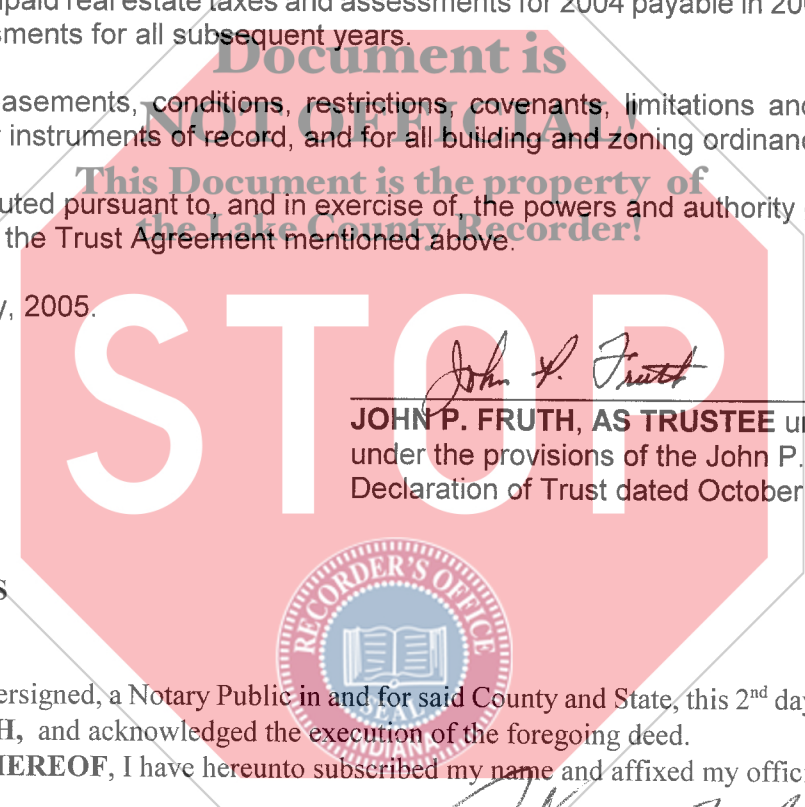 paid real estate taxes and assessments for 2004 payable in 20
sments for all subsequent years.
Document is
asements, conditions, restrictions, covenants, limitations and
NOT OFFICIAL!
instruments of record, and for all building and zoning ordinanc
This Document is the property of
uted pursuant to, and in exercise of, the powers and authority
the Lake County Recorder!
the Trust Agreement mentioned above.
y, 2005.
STOP
John P. Fruth
JOHN P. FRUTH, AS TRUSTEE u
under the provisions of the John P.
Declaration of Trust dated October
S
RECORDER'S OFFICE
SEAL
INDIANA
ersigned, a Notary Public in and for said County and State, this 2nd day
H, and acknowledged the execution of the foregoing deed.
HEREOF, I have hereunto subscribed my name and affixed my offici